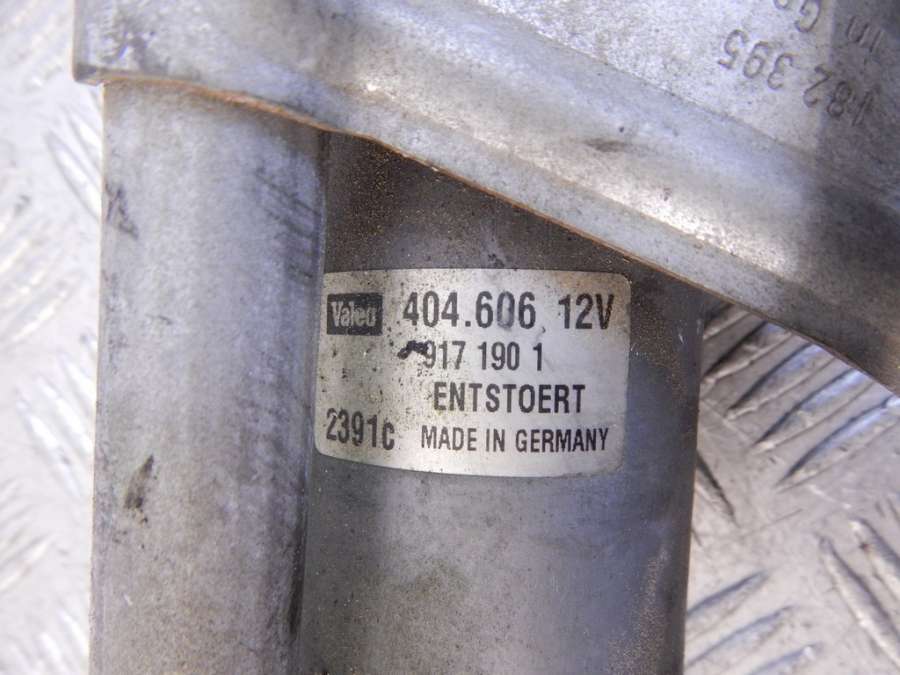 182 395
Valeo 404.606 12V
917 190 1
ENTSTOERT
2391c MADE IN GERMANY